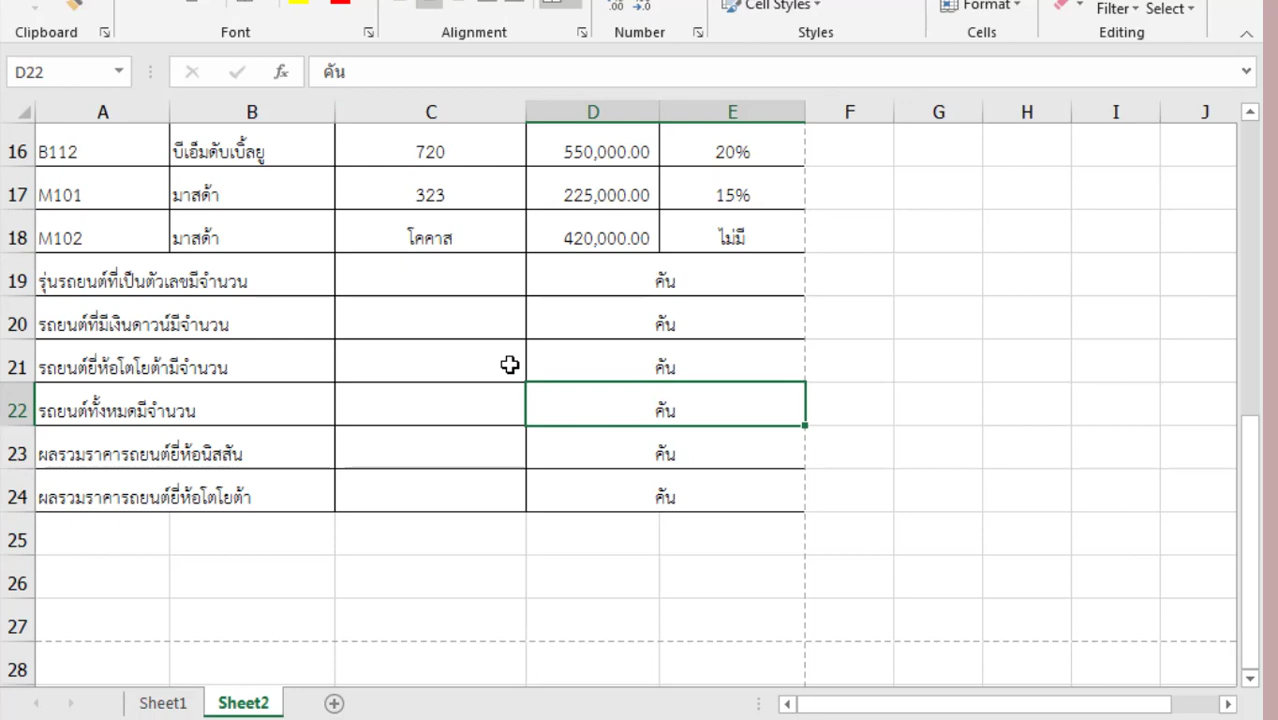 Cell Styles
Format
Filter Select
Clipboard Font Alignment Number Styles Cells Editing
D22 fx คัน
A B C D E F G H I J
16 B112 บีเอ็มดับเบิ้ลยู 720 550,000.00 20%
17 M101 มาสด้า 323 225,000.00 15%
18 M102 มาสด้า โคคาส 420,000.00 ไม่มี
19 รุ่นรถยนต์ที่เป็นตัวเลขมีจำนวน คัน
20 รถยนต์ที่มีเงินดาวน์มีจำนวน คัน
21 รถยนต์ยี่ห้อโตโยต้ามีจำนวน คัน
22 รถยนต์ทั้งหมดมีจำนวน คัน
23 ผลรวมราคารถยนต์ยี่ห้อนิสสัน คัน
24 ผลรวมราคารถยนต์ยี่ห้อโตโยต้า คัน
25
26
27
28
Sheet1 Sheet2